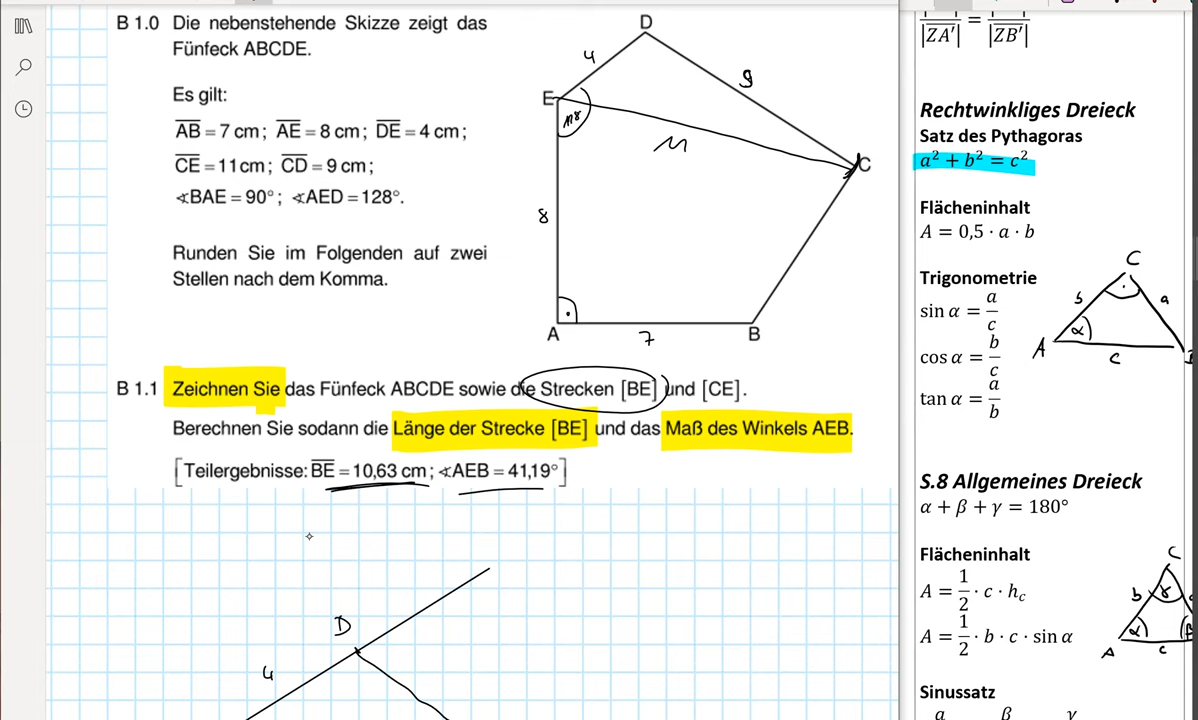 B 1.0 Die nebenstehende Skizze zeigt das
Fünfeck ABCDE.
Es gilt:
AB = 7 cm; AE = 8 cm; DE = 4 cm;
CE = 11 cm; CD = 9 cm;
∢BAE = 90°; ∢AED = 128°.
Runden Sie im Folgenden auf zwei
Stellen nach dem Komma.
D
4
9
E
128
11
C
8
A
7
B
B 1.1 Zeichnen Sie das Fünfeck ABCDE sowie die Strecken [BE] und [CE].
Berechnen Sie sodann die Länge der Strecke [BE] und das Maß des Winkels AEB.
[Teilergebnisse: BE = 10,63 cm; ∢AEB = 41,19°]
D
4
|ZA'| = |ZB'|
Rechtwinkliges Dreieck
Satz des Pythagoras
a² + b² = c²
Flächeninhalt
A = 0,5 · a · b
Trigonometrie
sin α = a/c
cos α = b/c
tan α = a/b
C
b
a
α
A
c
S.8 Allgemeines Dreieck
α + β + γ = 180°
Flächeninhalt
A = 1/2 · c · h_c
A = 1/2 · b · c · sin α
C
b
γ
α
β
A
c
Sinussatz
a β γ